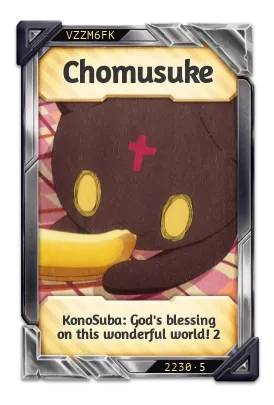 VZZM6FK
Chomusuke
KonoSuba: God's blessing
on this wonderful world! 2
2230·5